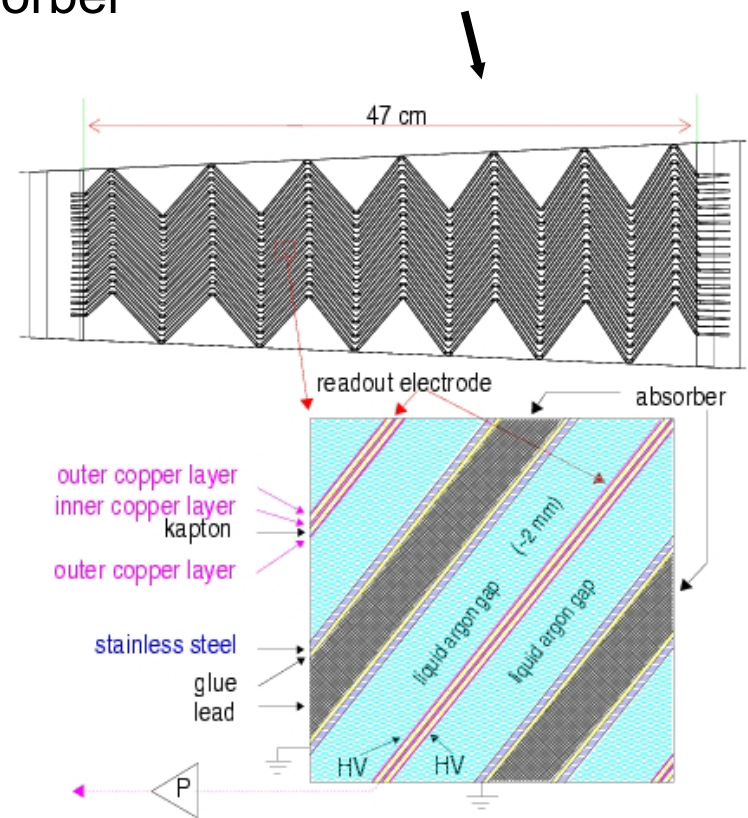 orber
47 cm
readout electrode
absorber
outer copper layer
inner copper layer
kapton
outer copper layer
(~2 mm)
liquid argon gap
liquid argon gap
stainless steel
glue
lead
HV
HV
P